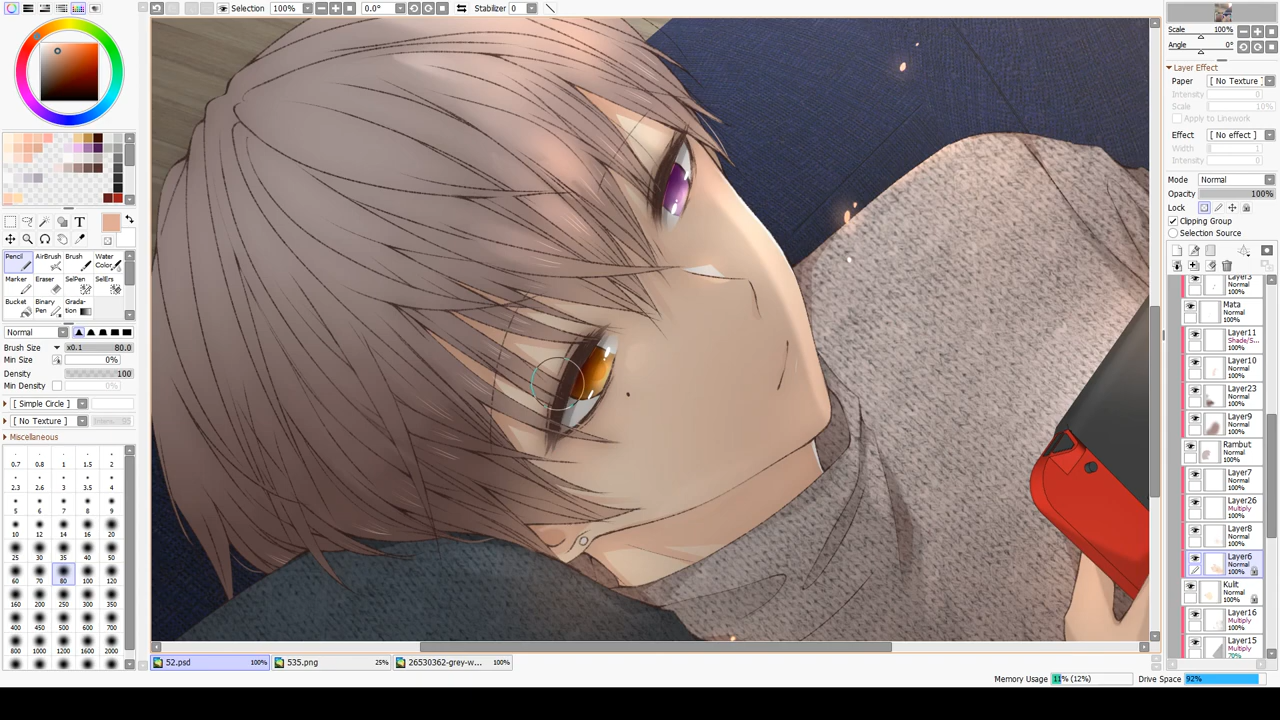 Selection 100% 0.0° Stabilizer 0
Normal
Brush Size x0.1 80.0
Min Size 0%
Density 100
Min Density 0%
[ Simple Circle ]
[ No Texture ]
Miscellaneous
T
Pencil AirBrush Brush Water Color
Marker Eraser SelPen SelErs
Bucket Binary Pen Grada- tion
0.7 0.8 1 1.5 2
2.3 2.6 3 3.5 4
5 6 7 8 9
10 12 14 16 20
25 30 35 40 50
60 70 80 100 120
160 200 250 300 350
400 450 500 600 700
800 1000 1200 1600 2000
52.psd 100% 535.png 25% 26530362-grey-w... 100%
Memory Usage 11% (12%) Drive Space 92%
Scale 100%
Angle 0°
Layer Effect
Paper [ No Texture ]
Intensity 0
Scale 10%
Apply to Linework
Effect [ No effect ]
Width 1
Intensity
Mode Normal
Opacity 100%
Lock
Clipping Group
Selection Source
Layer3
Normal
100%
Mata
Normal
100%
Layer11
Shade/S...
100%
Layer10
Normal
100%
Layer23
Normal
100%
Layer9
Normal
100%
Rambut
Normal
100%
Layer7
Normal
100%
Layer26
Multiply
100%
Layer8
Normal
100%
Layer6
Normal
100%
Kulit
Normal
100%
Layer16
Multiply
100%
Layer15
Normal
70%